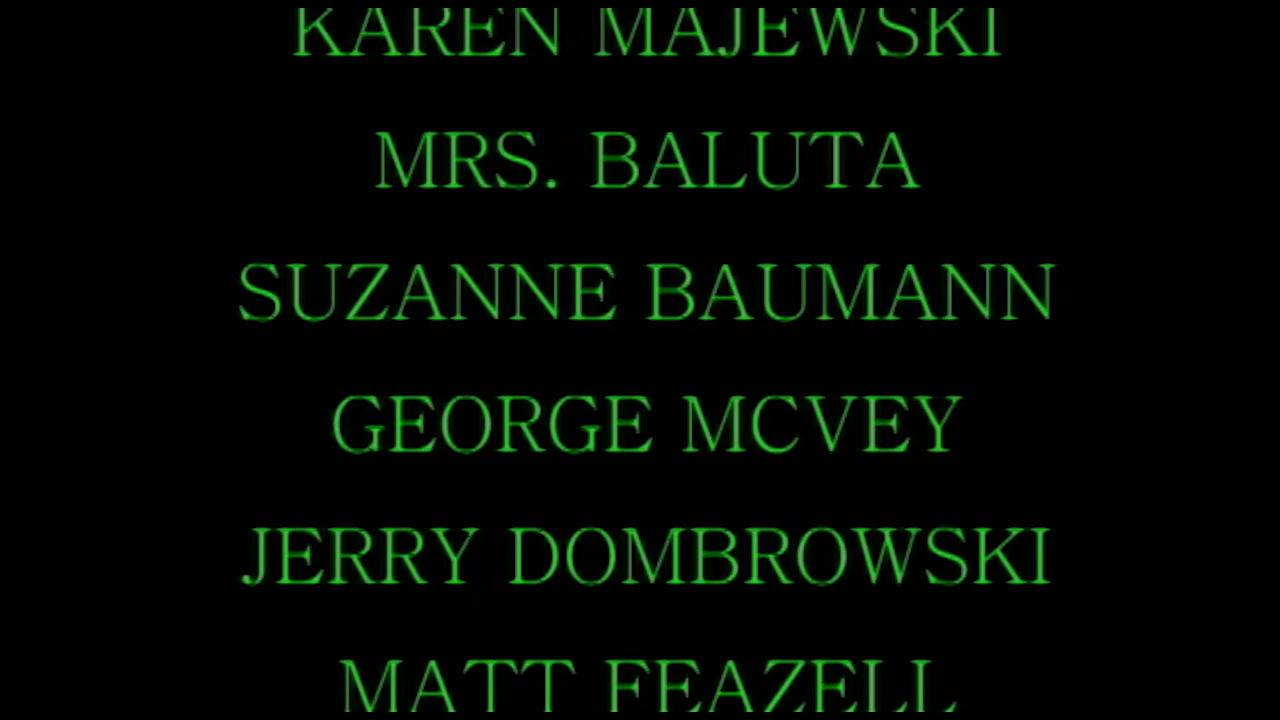 KAREN MAJEWSKI
MRS. BALUTA
SUZANNE BAUMANN
GEORGE MCVEY
JERRY DOMBROWSKI
MATT FEAZELL